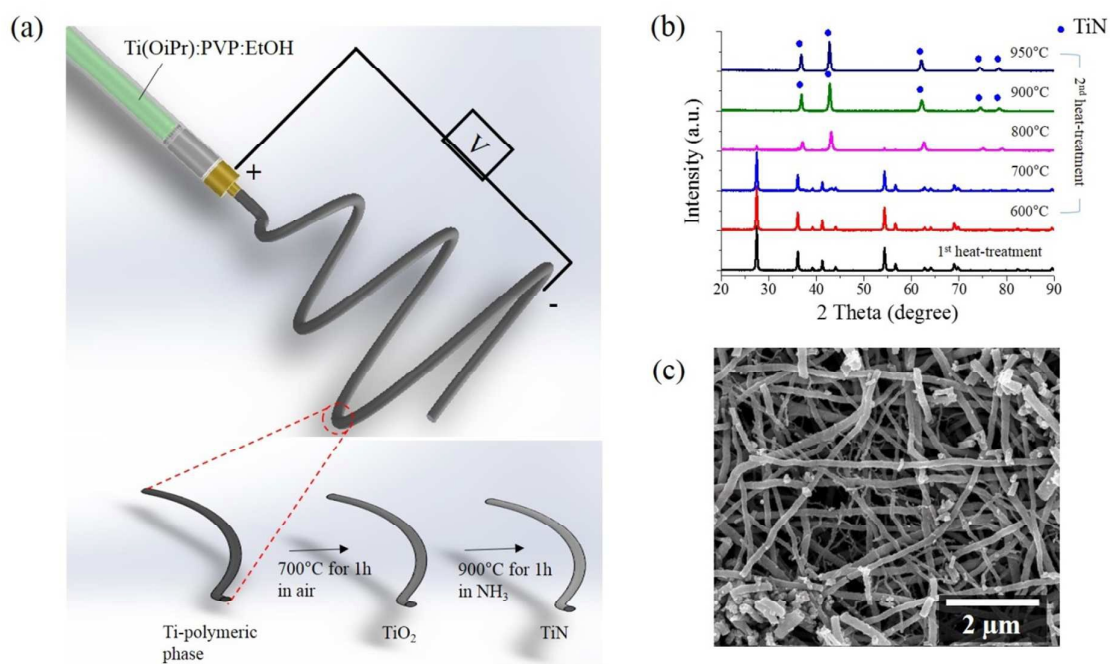 (a)
Ti(OiPr):PVP:EtOH
+
V
-
700°C for 1h
in air
900°C for 1h
in NH₃
Ti-polymeric
phase
TiO₂
TiN
(b)
TiN
950°C
900°C
800°C
700°C
600°C
2nd heat-treatment
1st heat-treatment
Intensity (a.u.)
20 30 40 50 60 70 80 90
2 Theta (degree)
(c)
2 µm